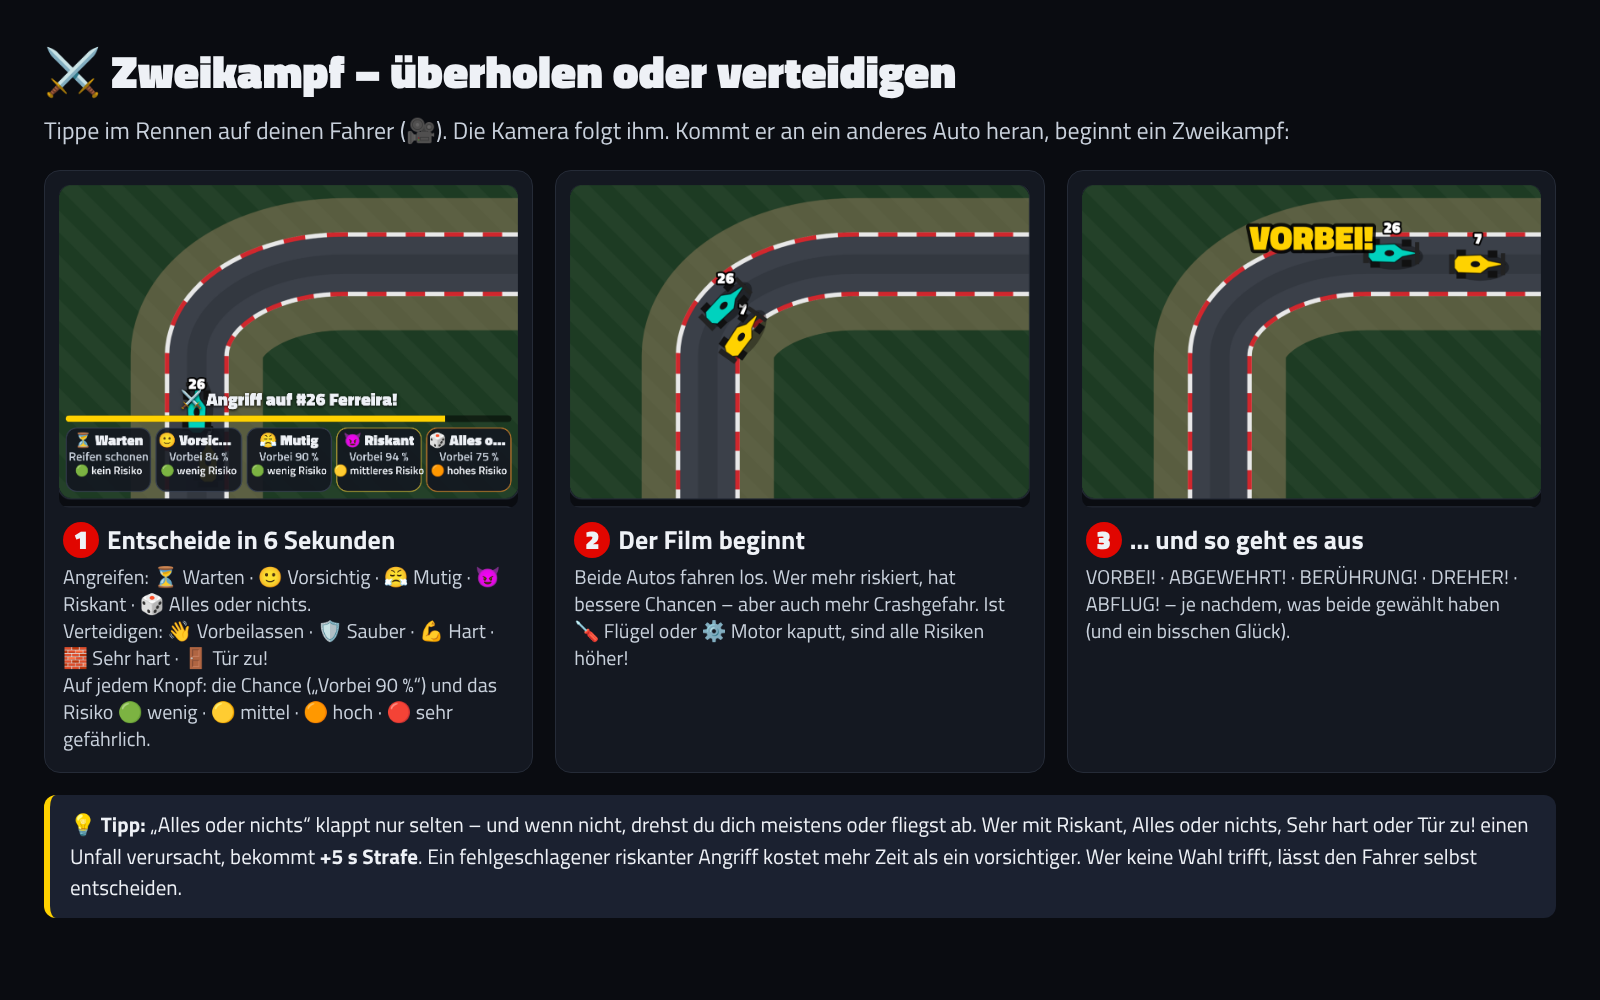 ⚔️ Zweikampf – überholen oder verteidigen
Tippe im Rennen auf deinen Fahrer (🎥). Die Kamera folgt ihm. Kommt er an ein anderes Auto heran, beginnt ein Zweikampf:
26
⚔️ Angriff auf #26 Ferreira!
⏳ Warten
Reifen schonen
🟢 kein Risiko
🙂 Vorsic...
Vorbei 84 %
🟢 wenig Risiko
😤 Mutig
Vorbei 90 %
🟢 wenig Risiko
😈 Riskant
Vorbei 94 %
🟡 mittleres Risiko
🎲 Alles o...
Vorbei 75 %
🟠 hohes Risiko
1 Entscheide in 6 Sekunden
Angreifen: ⏳ Warten · 🙂 Vorsichtig · 😤 Mutig · 😈
Riskant · 🎲 Alles oder nichts.
Verteidigen: 👋 Vorbeilassen · 🛡️ Sauber · 💪 Hart ·
🧱 Sehr hart · 🚪 Tür zu!
Auf jedem Knopf: die Chance („Vorbei 90 %“) und das
Risiko 🟢 wenig · 🟡 mittel · 🟠 hoch · 🔴 sehr
gefährlich.
26
7
2 Der Film beginnt
Beide Autos fahren los. Wer mehr riskiert, hat
bessere Chancen – aber auch mehr Crashgefahr. Ist
🪛 Flügel oder ⚙️ Motor kaputt, sind alle Risiken
höher!
VORBEI!
26
7
3 ... und so geht es aus
VORBEI! · ABGEWEHRT! · BERÜHRUNG! · DREHER! ·
ABFLUG! – je nachdem, was beide gewählt haben
(und ein bisschen Glück).
💡 Tipp: „Alles oder nichts“ klappt nur selten – und wenn nicht, drehst du dich meistens oder fliegst ab. Wer mit Riskant, Alles oder nichts, Sehr hart oder Tür zu! einen
Unfall verursacht, bekommt +5 s Strafe. Ein fehlgeschlagener riskanter Angriff kostet mehr Zeit als ein vorsichtiger. Wer keine Wahl trifft, lässt den Fahrer selbst
entscheiden.